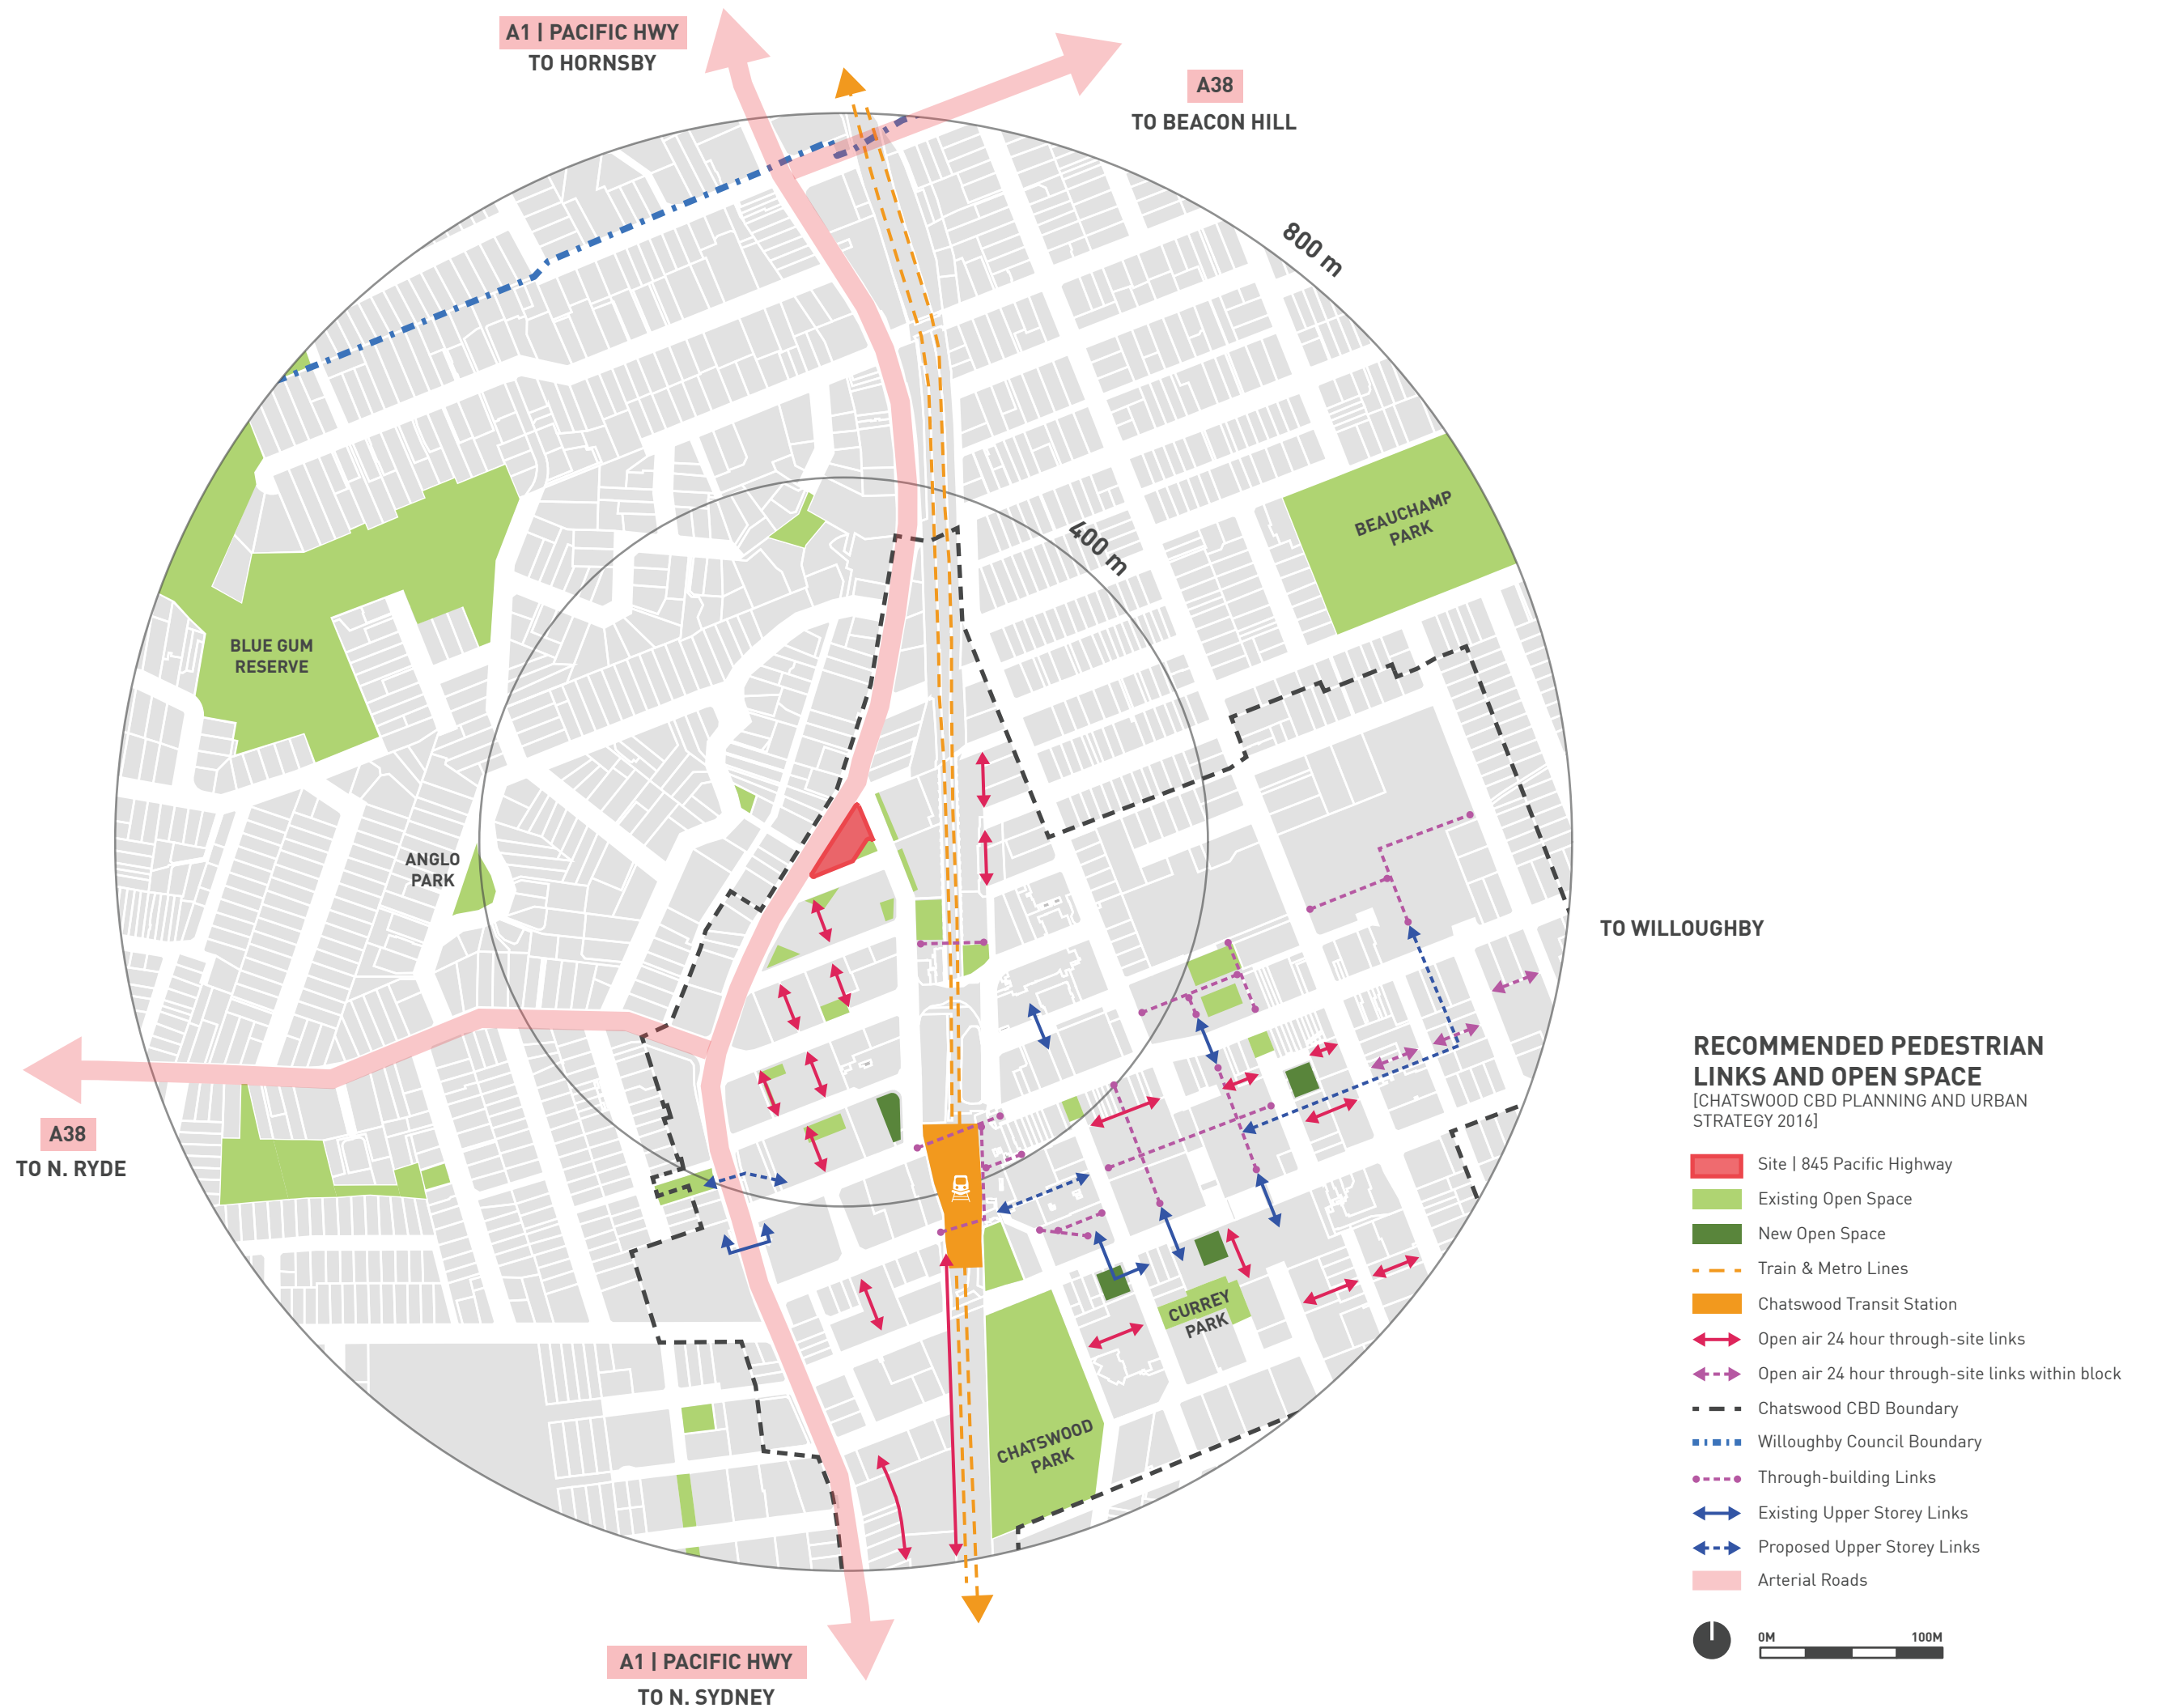 A1 | PACIFIC HWY
TO HORNSBY
A38
TO BEACON HILL
800 m
400 m
BEAUCHAMP
PARK
BLUE GUM
RESERVE
ANGLO
PARK
TO WILLOUGHBY
A38
TO N. RYDE
CURREY
PARK
CHATSWOOD
PARK
A1 | PACIFIC HWY
TO N. SYDNEY
RECOMMENDED PEDESTRIAN
LINKS AND OPEN SPACE
[CHATSWOOD CBD PLANNING AND URBAN
STRATEGY 2016]
Site | 845 Pacific Highway
Existing Open Space
New Open Space
Train & Metro Lines
Chatswood Transit Station
Open air 24 hour through-site links
Open air 24 hour through-site links within block
Chatswood CBD Boundary
Willoughby Council Boundary
Through-building Links
Existing Upper Storey Links
Proposed Upper Storey Links
Arterial Roads
0M 100M